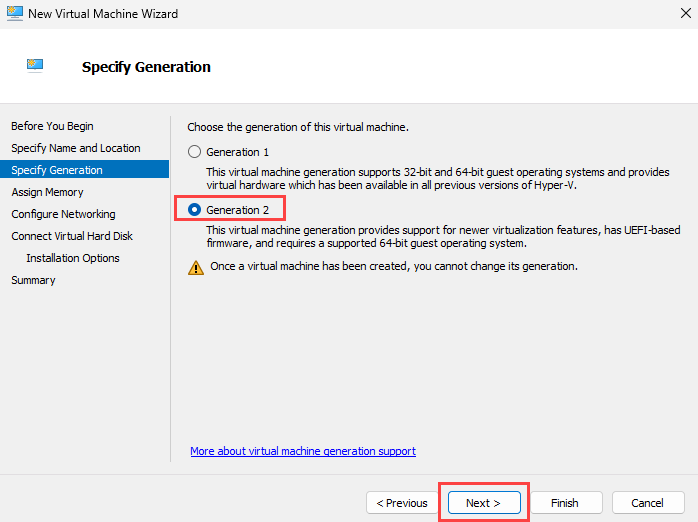 New Virtual Machine Wizard
Specify Generation
Before You Begin
Specify Name and Location
Specify Generation
Assign Memory
Configure Networking
Connect Virtual Hard Disk
Installation Options
Summary
Choose the generation of this virtual machine.
Generation 1
This virtual machine generation supports 32-bit and 64-bit guest operating systems and provides
virtual hardware which has been available in all previous versions of Hyper-V.
Generation 2
This virtual machine generation provides support for newer virtualization features, has UEFI-based
firmware, and requires a supported 64-bit guest operating system.
Once a virtual machine has been created, you cannot change its generation.
More about virtual machine generation support
< Previous
Next >
Finish
Cancel